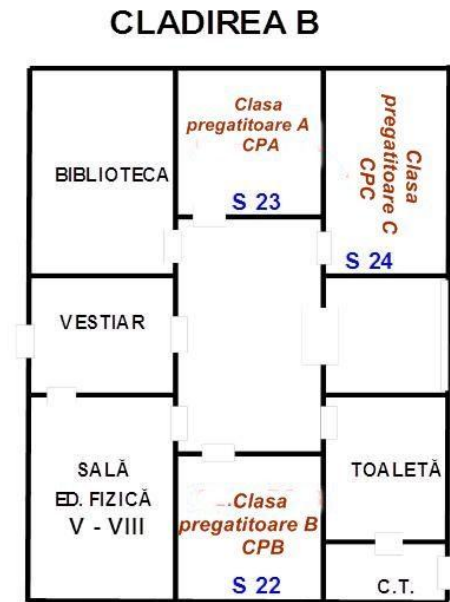 CLADIREA B
Clasa
pregatitoare A
CPA
S 23
Clasa
pregatitoare C
CPC
S 24
BIBLIOTECA
VESTIAR
SALĂ
ED. FIZICĂ
V - VIII
Clasa
pregatitoare B
CPB
S 22
TOALETĂ
C.T.